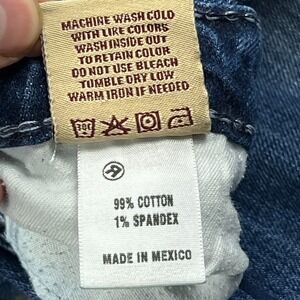 MACHINE WASH COLD
WITH LIKE COLORS
WASH INSIDE OUT
TO RETAIN COLOR
DO NOT USE BLEACH
TUMBLE DRY LOW
WARM IRON IF NEEDED
R
99% COTTON
1% SPANDEX
MADE IN MEXICO